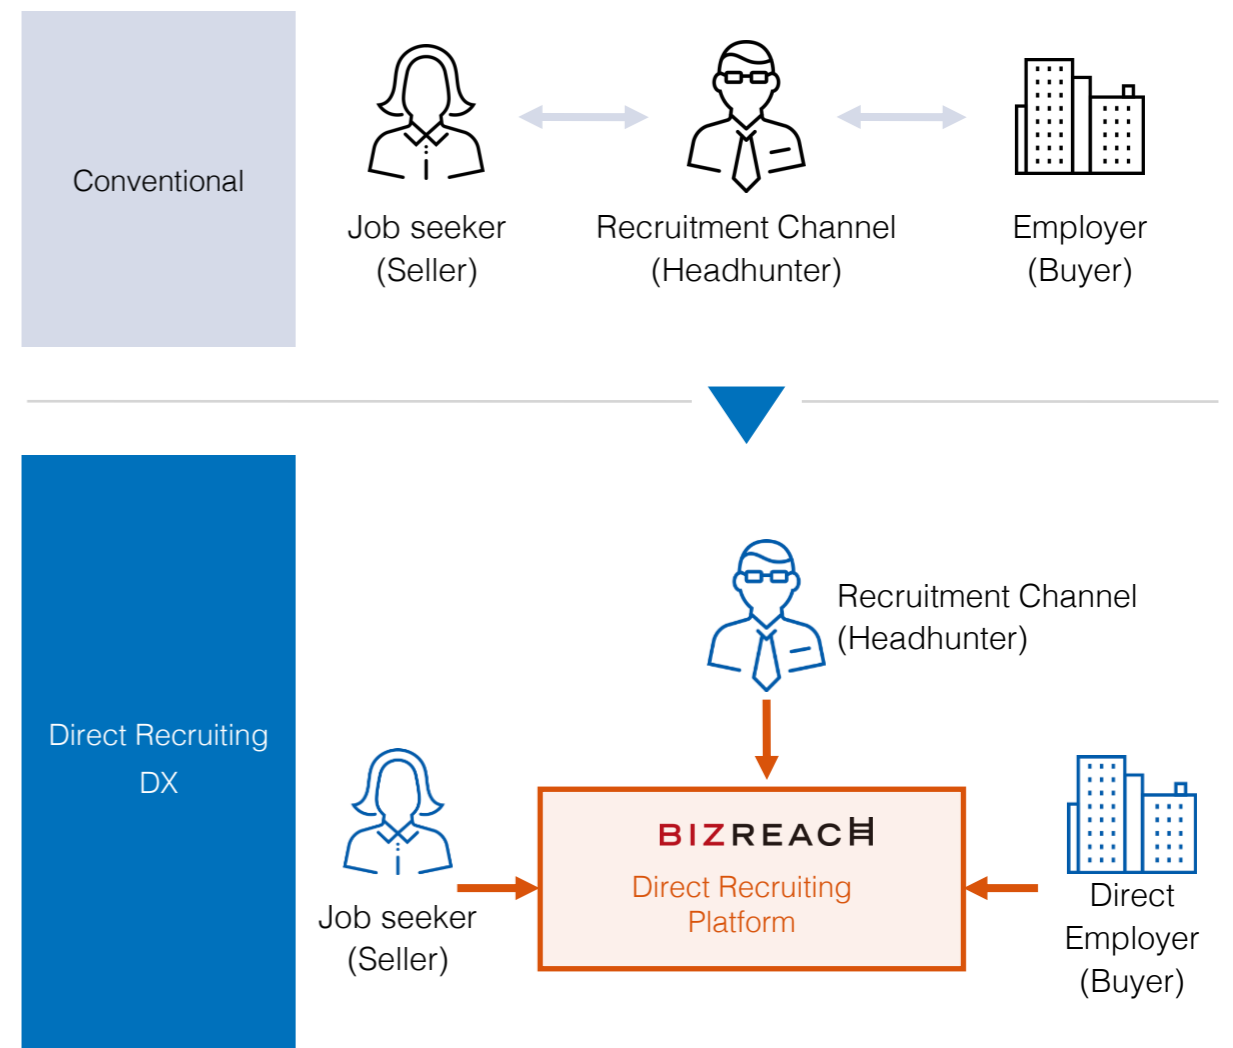 Conventional
Job seeker
(Seller)
Recruitment Channel
(Headhunter)
Employer
(Buyer)
Direct Recruiting
DX
Recruitment Channel
(Headhunter)
Job seeker
(Seller)
BIZREACH
Direct Recruiting
Platform
Direct
Employer
(Buyer)